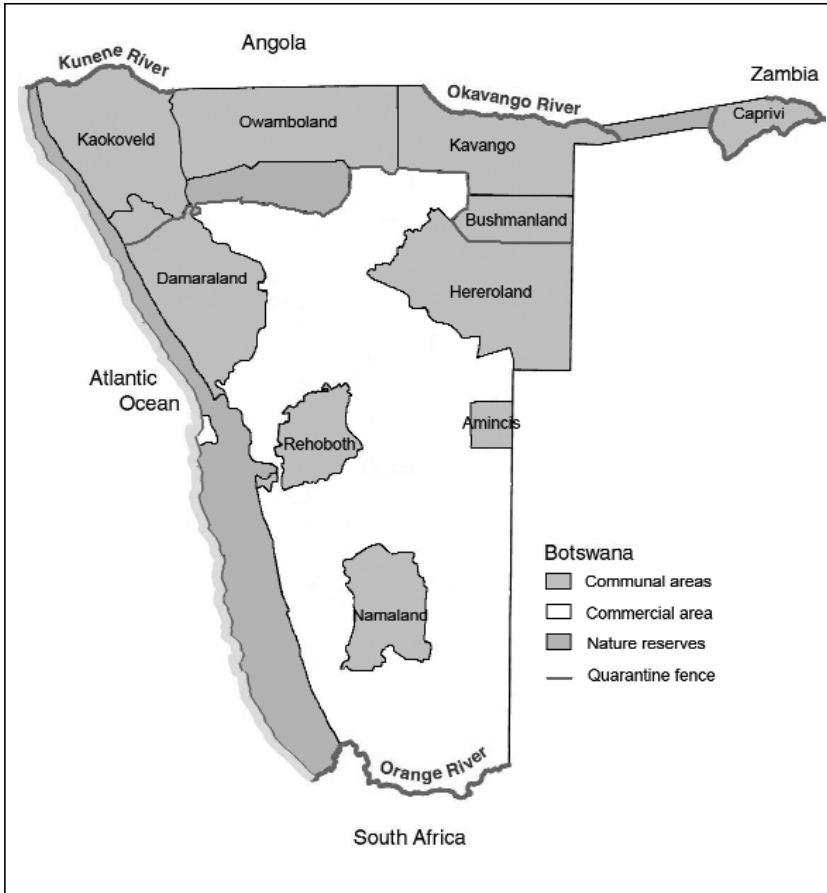 Angola
Kunene River
Zambia
Okavango River
Caprivi
Owamboland
Kaokoveld
Kavango
Bushmanland
Damaraland
Hereroland
Atlantic
Ocean
Amincis
Rehoboth
Botswana
Communal areas
Commercial area
Namaland
Nature reserves
Quarantine fence
Orange River
South Africa